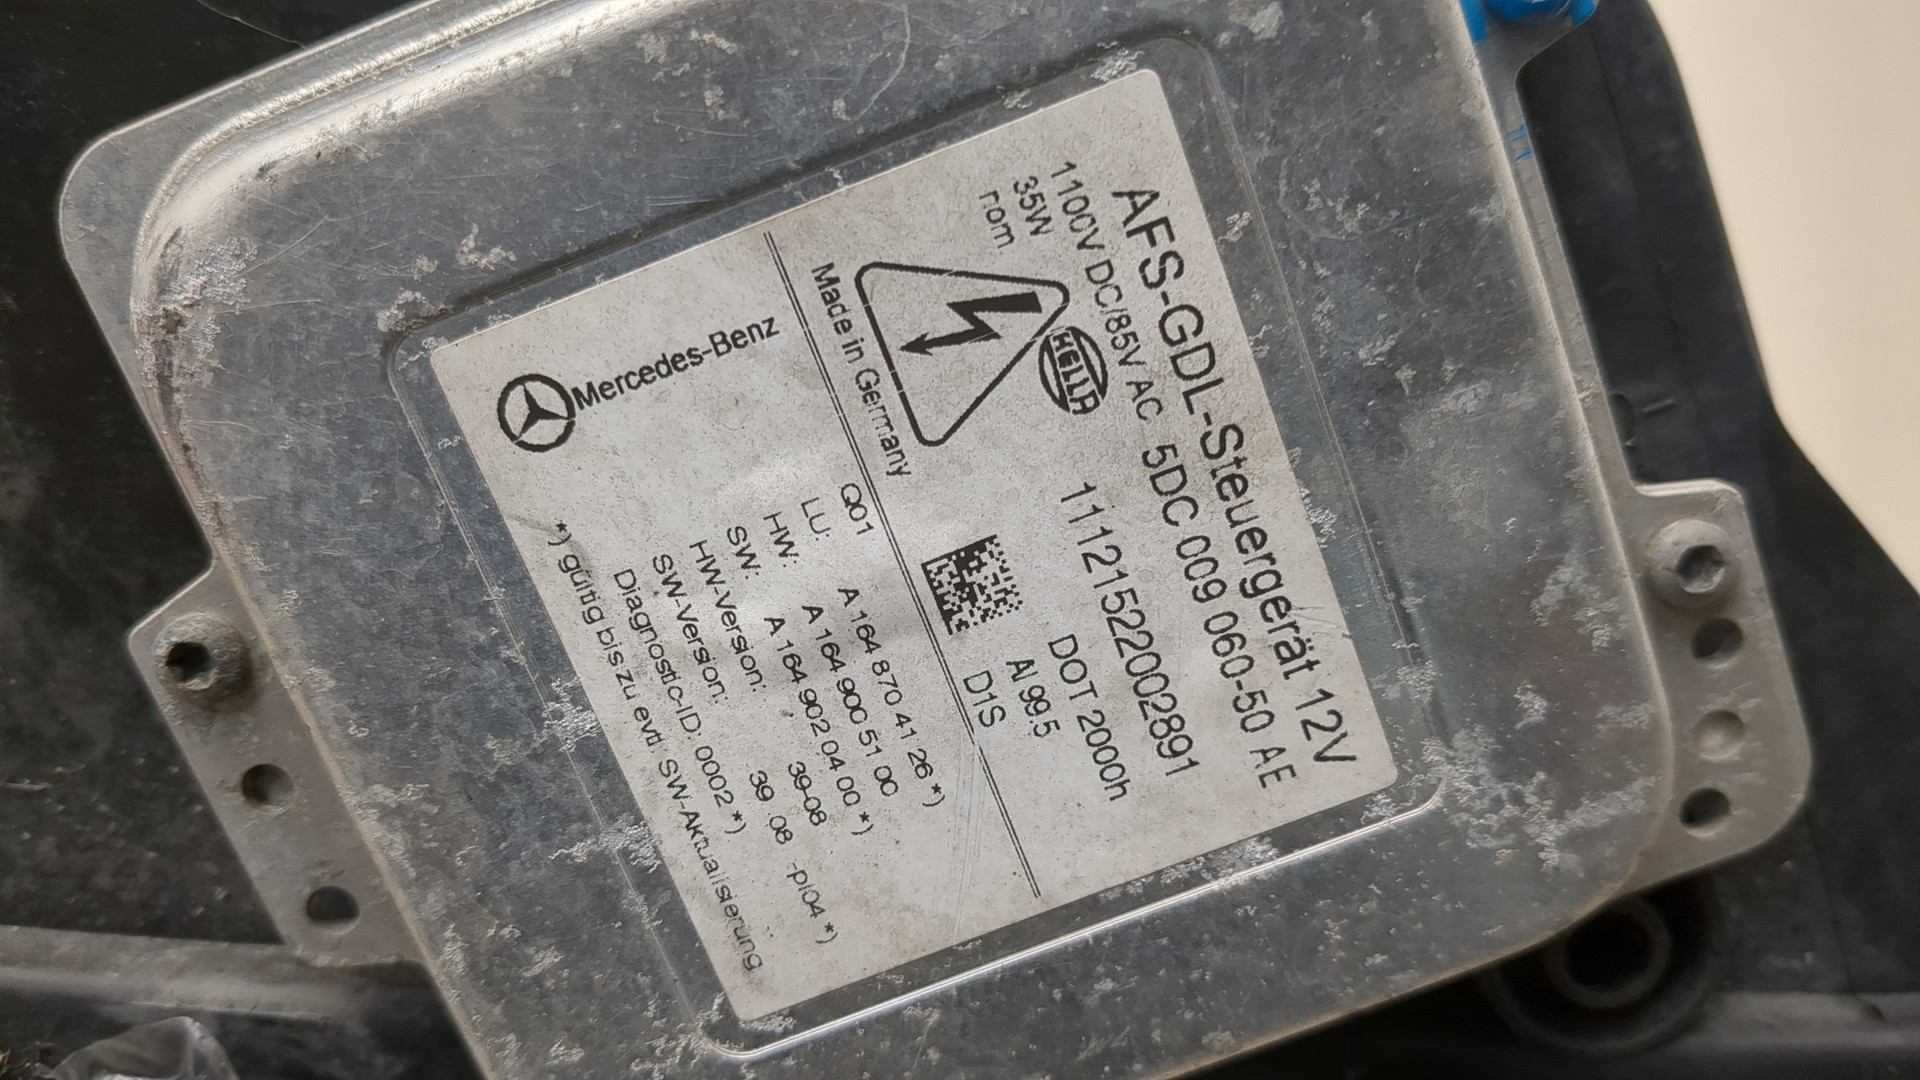 AFS-GDL-Steuergerät 12V
1100V DC/85V AC 5DC 009 060-50 AE
35W
nom
HELLA
111215220002891
DOT 2000h
Al 99.5
D1S
Made in Germany
Mercedes-Benz
Q01
LU: A 164 870 41 26 *)
HW: A 164 900 51 00
SW: A 164 902 04 00 *)
HW-Version: 39-08
SW-Version: 39 08 -pl04 *)
Diagnostic-ID: 0002 *)
*) gültig bis zu evtl. SW-Aktualisierung